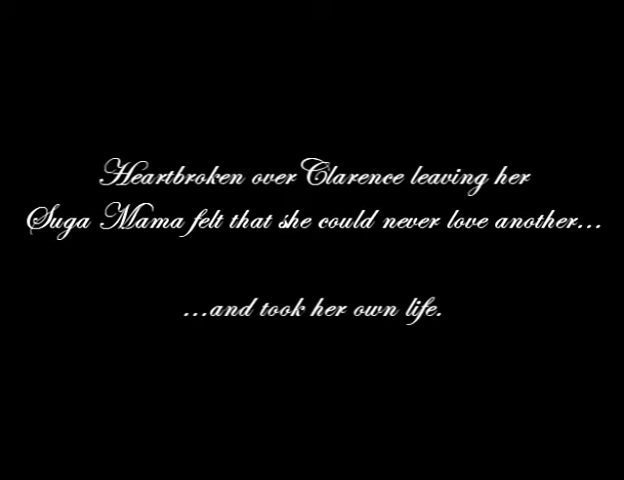 Heartbroken over Clarence leaving her
Suga Mama felt that she could never love another...
...and took her own life.